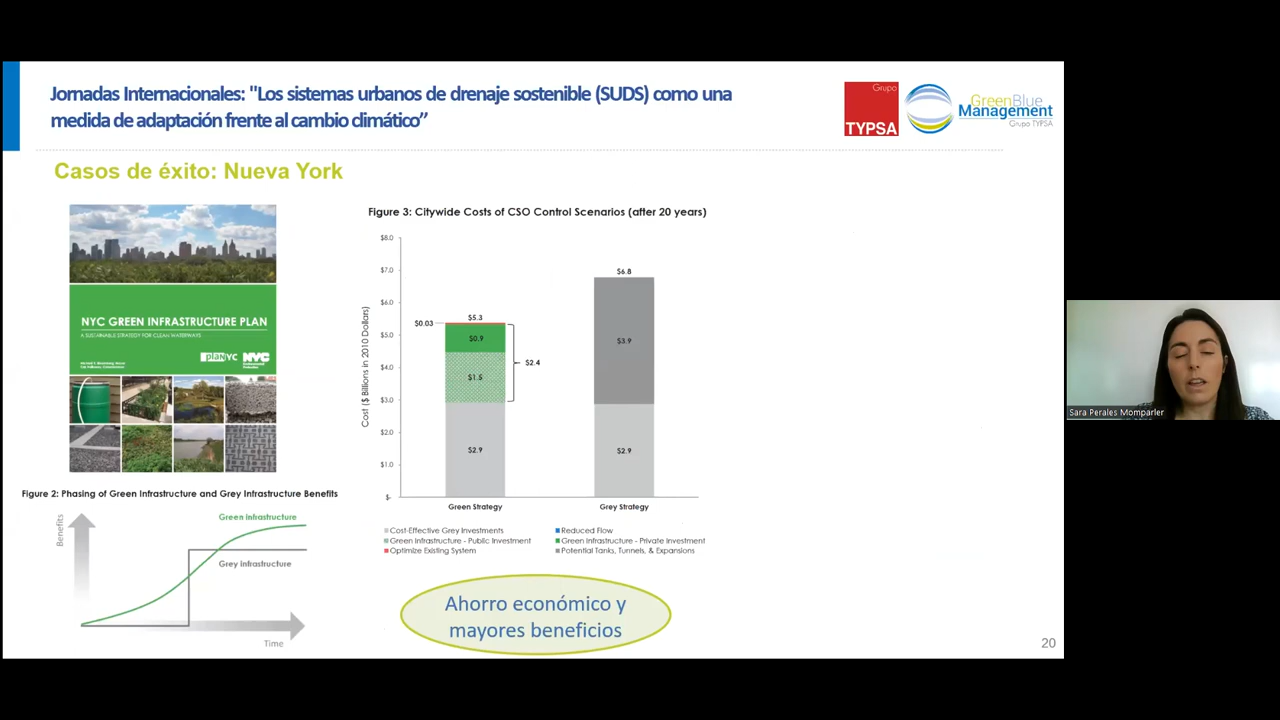 Jornadas Internacionales: "Los sistemas urbanos de drenaje sostenible (SUDS) como una
medida de adaptación frente al cambio climático”
Grupo
TYPSA
GreenBlue
Management
Grupo TYPSA
Casos de éxito: Nueva York
NYC GREEN INFRASTRUCTURE PLAN
A SUSTAINABLE STRATEGY FOR CLEAN WATERWAYS
planYC
NYC
Figure 2: Phasing of Green Infrastructure and Grey Infrastructure Benefits
Benefits
Green Infrastructure
Grey Infrastructure
Time
Figure 3: Citywide Costs of CSO Control Scenarios (after 20 years)
Cost ($ Billions in 2010 Dollars)
$8.0
$7.0
$6.0
$5.0
$4.0
$3.0
$2.0
$1.0
$-
$0.03
$5.3
$0.9
$1.5
$2.4
$2.9
$6.8
$3.9
$2.9
Green Strategy
Grey Strategy
Cost-Effective Grey Investments
Reduced Flow
Green Infrastructure - Public Investment
Green Infrastructure - Private Investment
Optimize Existing System
Potential Tanks, Tunnels, & Expansions
Ahorro económico y
mayores beneficios
20
Sara Perales Momparler